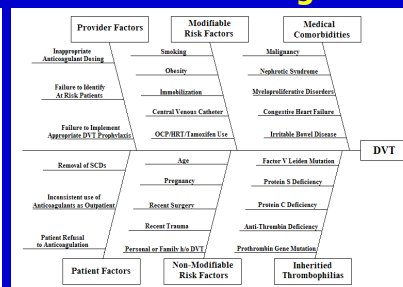 Provider Factors
Modifiable
Risk Factors
Medical
Comorbidities
Inappropriate
Anticoagulant Dosing
Smoking
Malignancy
Obesity
Nephrotic Syndrome
Failure to Identify
At Risk Patients
Immobilization
Myeloproliferative Disorders
Central Venous Catheter
Congestive Heart Failure
Failure to Implement
Appropriate DVT Prophylaxis
OCP/HRT/Tamoxifen Use
Irritable Bowel Disease
DVT
Removal of SCDs
Age
Factor V Leiden Mutation
Pregnancy
Protein S Deficiency
Inconsistent use of
Anticoagulants as Outpatient
Recent Surgery
Protein C Deficiency
Recent Trauma
Anti-Thrombin Deficiency
Patient Refusal
to Anticoagulation
Personal or Family h/o DVT
Prothrombin Gene Mutation
Patient Factors
Non-Modifiable
Risk Factors
Inheritied
Thrombophilias